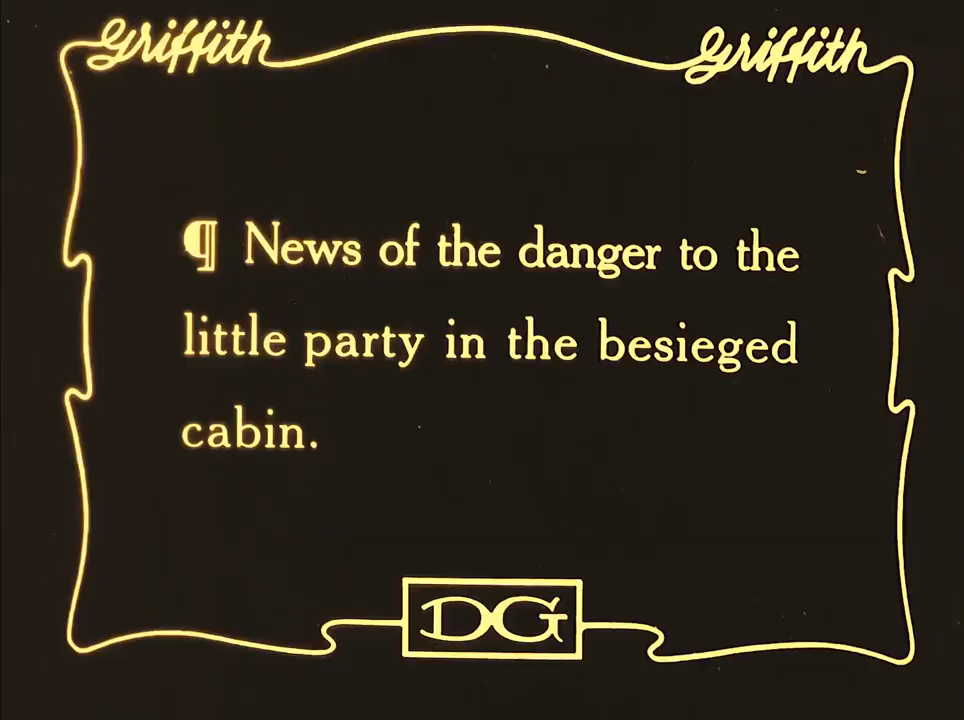 Griffith Griffith
¶ News of the danger to the
little party in the besieged
cabin.
DG